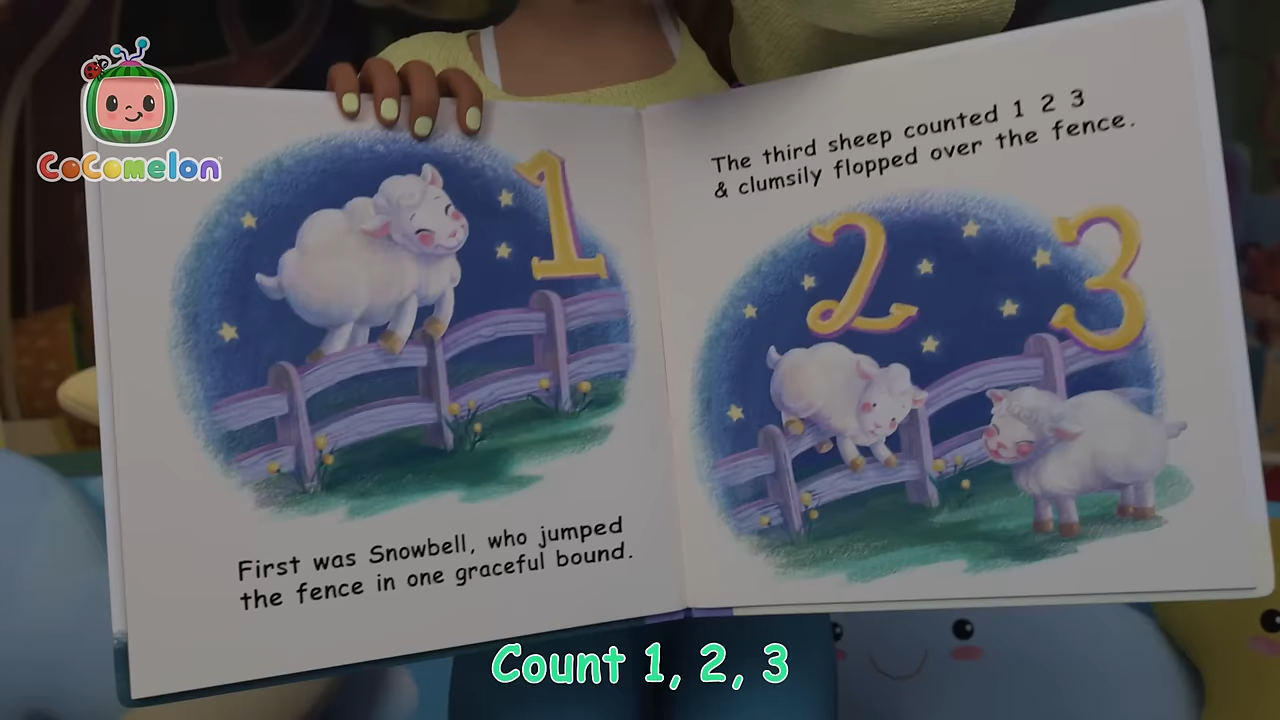 CoComelon
1
First was Snowbell, who jumped
the fence in one graceful bound.
The third sheep counted 1 2 3
& clumsily flopped over the fence.
2 3
Count 1, 2, 3